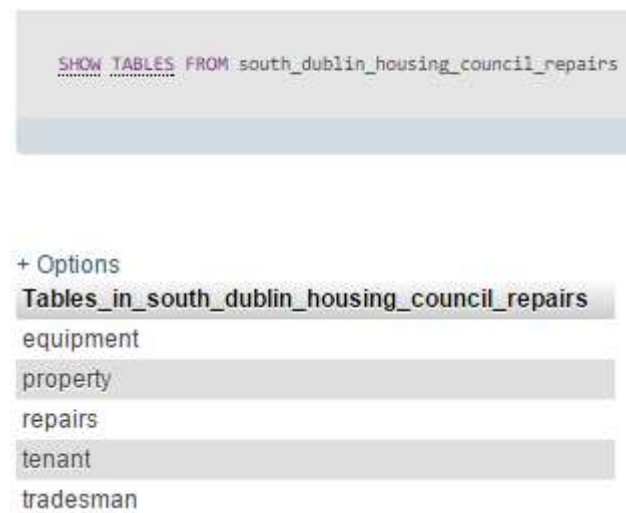 SHOW TABLES FROM south_dublin_housing_council_repairs
+ Options
Tables_in_south_dublin_housing_council_repairs
equipment
property
repairs
tenant
tradesman